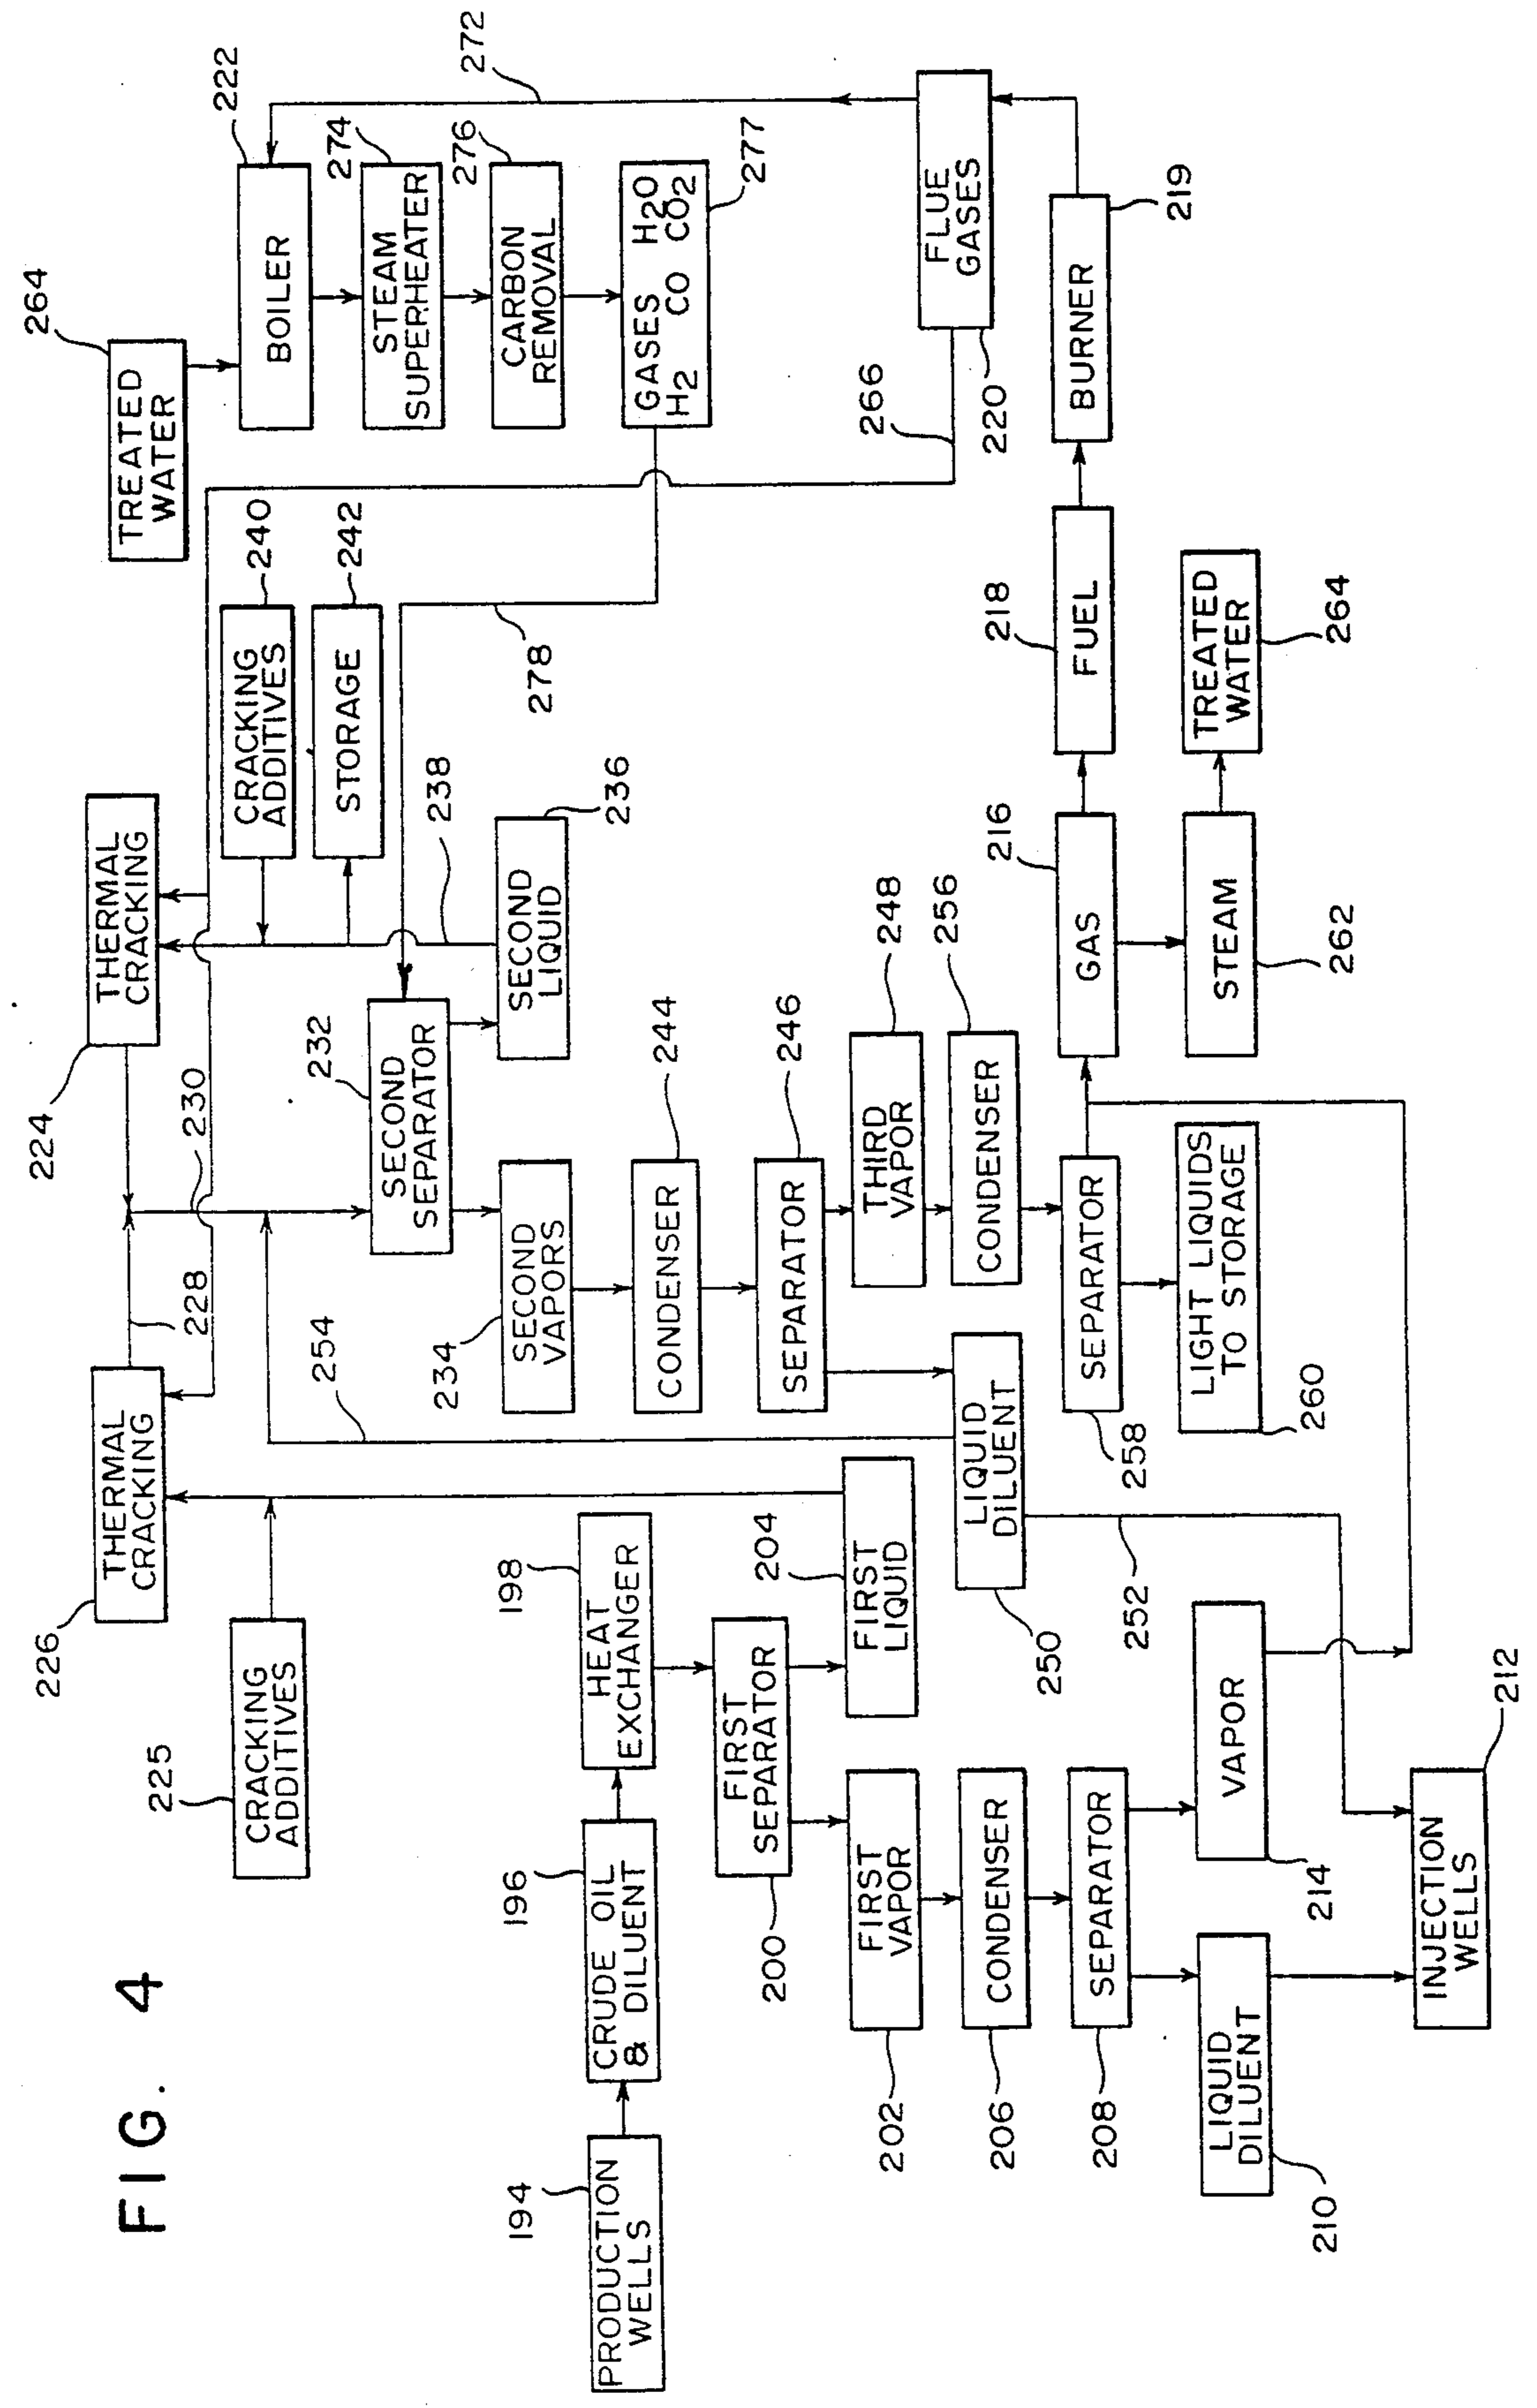 FIG. 4
226
THERMAL
CRACKING
225
CRACKING
ADDITIVES
228
230
224
THERMAL
CRACKING
254
264
TREATED
WATER
222
BOILER
272
274
STEAM
SUPERHEATER
276
CARBON
REMOVAL
277
GASES H2O
H2 CO CO2
240
CRACKING
ADDITIVES
242
STORAGE
278
238
236
SECOND
LIQUID
232
SECOND
SEPARATOR
234
SECOND
VAPORS
244
CONDENSER
246
SEPARATOR
248
THIRD
VAPOR
256
CONDENSER
194
PRODUCTION
WELLS
196
CRUDE OIL
& DILUENT
198
HEAT
EXCHANGER
200
FIRST
SEPARATOR
204
FIRST
LIQUID
202
FIRST
VAPOR
206
CONDENSER
208
SEPARATOR
210
LIQUID
DILUENT
214
VAPOR
212
INJECTION
WELLS
250
LIQUID
DILUENT
252
258
SEPARATOR
260
LIGHT LIQUIDS
TO STORAGE
216
GAS
262
STEAM
264
TREATED
WATER
218
FUEL
219
BURNER
266
220
FLUE
GASES